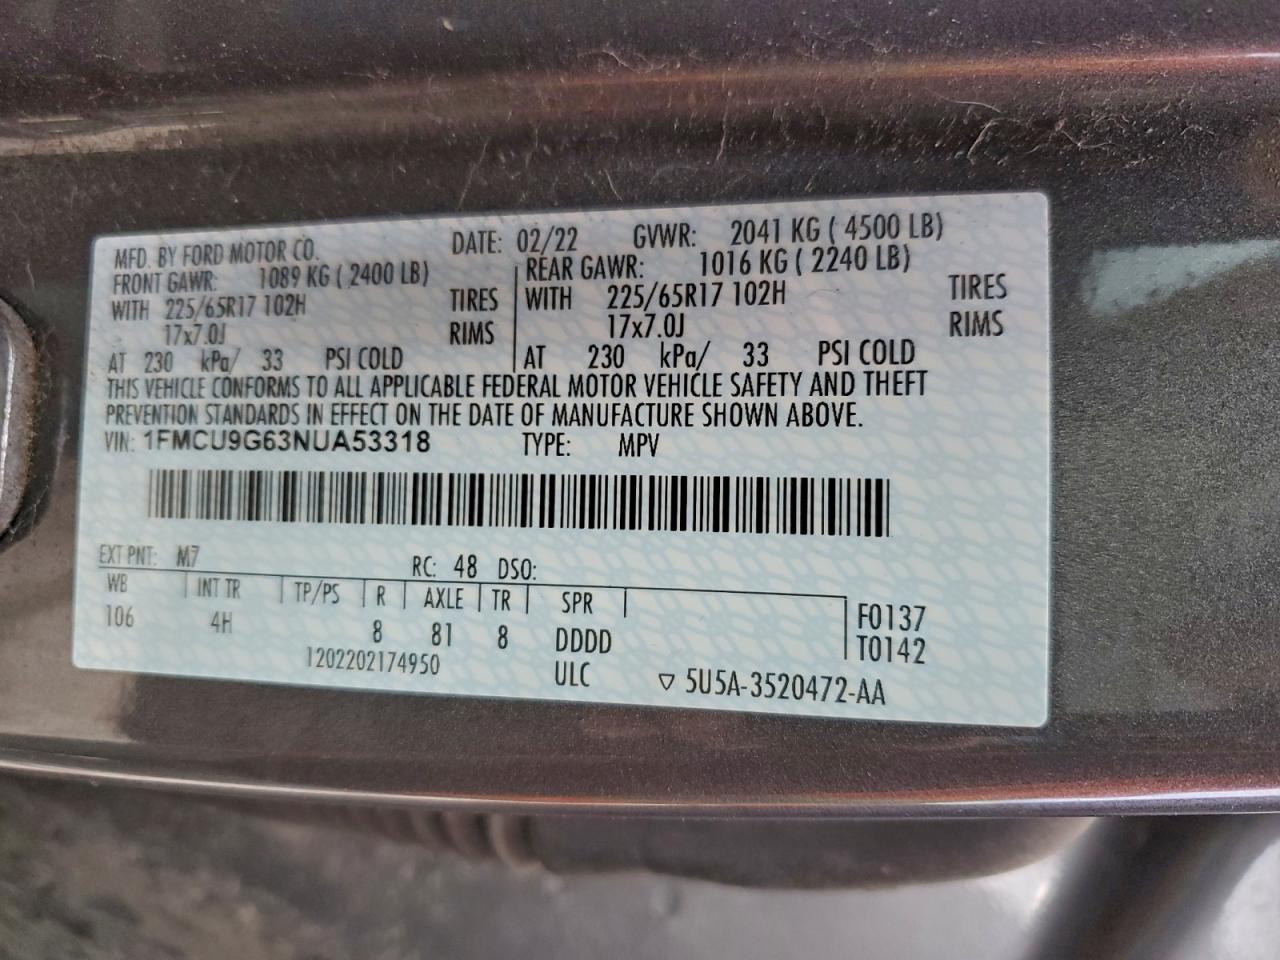 MFD. BY FORD MOTOR CO. DATE: 02/22 GVWR: 2041 KG ( 4500 LB)
FRONT GAWR: 1089 KG ( 2400 LB) REAR GAWR: 1016 KG ( 2240 LB)
WITH 225/65R17 102H TIRES WITH 225/65R17 102H TIRES
17x7.0J RIMS 17x7.0J RIMS
AT 230 kPa/ 33 PSI COLD AT 230 kPa/ 33 PSI COLD
THIS VEHICLE CONFORMS TO ALL APPLICABLE FEDERAL MOTOR VEHICLE SAFETY AND THEFT
PREVENTION STANDARDS IN EFFECT ON THE DATE OF MANUFACTURE SHOWN ABOVE.
VIN: 1FMCU9G63NUA53318 TYPE: MPV
EXT PNT: M7 RC: 48 DSO:
WB INT TR TP/PS R AXLE TR SPR F0137
106 4H 8 81 8 DDDD T0142
1202202174950 ULC ▽ 5U5A-3520472-AA